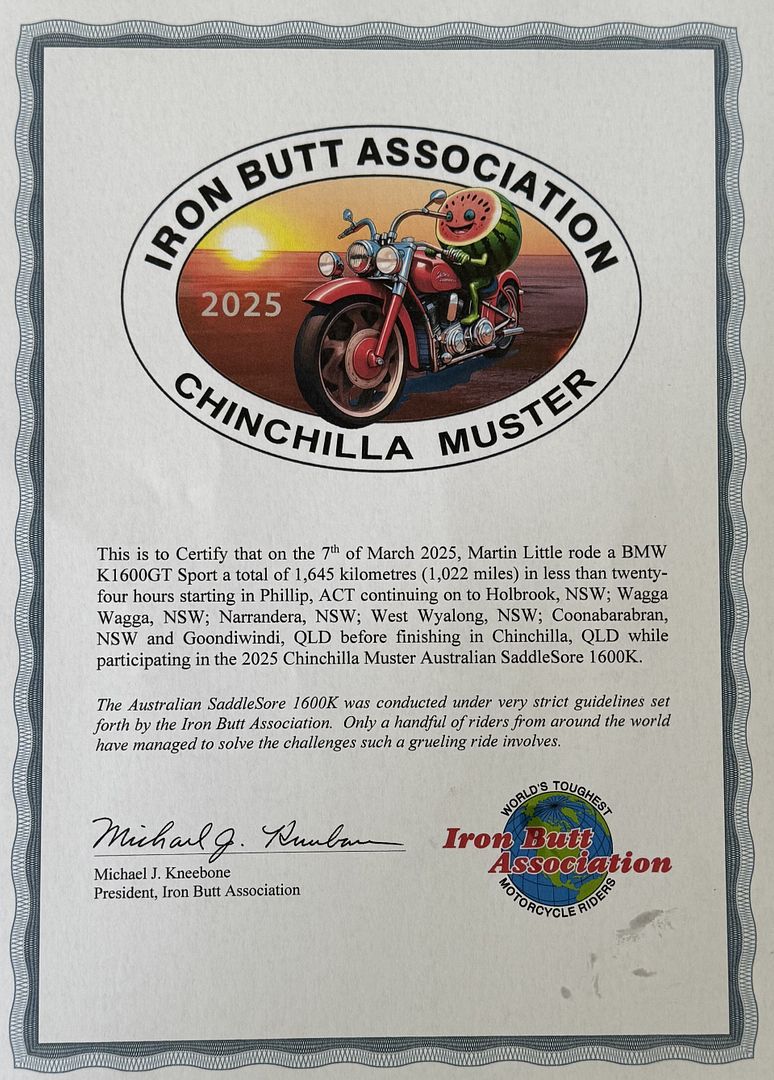 IRON BUTT ASSOCIATION
2025
CHINCHILLA MUSTER
This is to Certify that on the 7th of March 2025, Martin Little rode a BMW
K1600GT Sport a total of 1,645 kilometres (1,022 miles) in less than twenty-
four hours starting in Phillip, ACT continuing on to Holbrook, NSW; Wagga
Wagga, NSW; Narrandera, NSW; West Wyalong, NSW; Coonabarabran,
NSW and Goondiwindi, QLD before finishing in Chinchilla, QLD while
participating in the 2025 Chinchilla Muster Australian SaddleSore 1600K.
The Australian SaddleSore 1600K was conducted under very strict guidelines set
forth by the Iron Butt Association. Only a handful of riders from around the world
have managed to solve the challenges such a grueling ride involves.
Michael J. Kneebone
Michael J. Kneebone
President, Iron Butt Association
WORLD'S TOUGHEST
Iron Butt
Association
MOTORCYCLE RIDERS